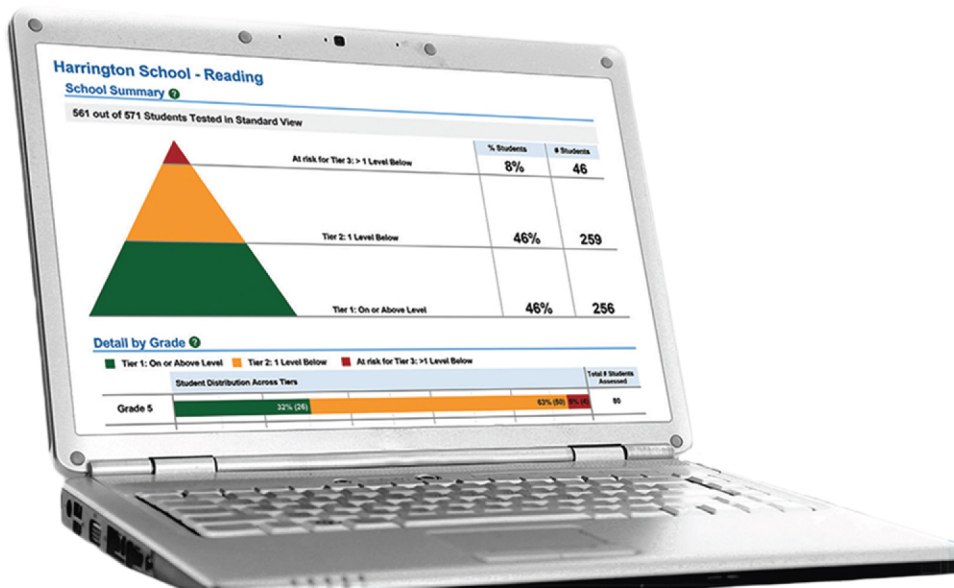 Harrington School - Reading
School Summary ?
561 out of 571 Students Tested in Standard View
% Students # Students
At risk for Tier 3: > 1 Level Below 8% 46
Tier 2: 1 Level Below 46% 259
Tier 1: On or Above Level 46% 256
Detail by Grade ?
Tier 1: On or Above Level Tier 2: 1 Level Below At risk for Tier 3: >1 Level Below
Student Distribution Across Tiers Total # Students
Assessed
Grade 5 32% (26) 63% (50) 5% (4) 80